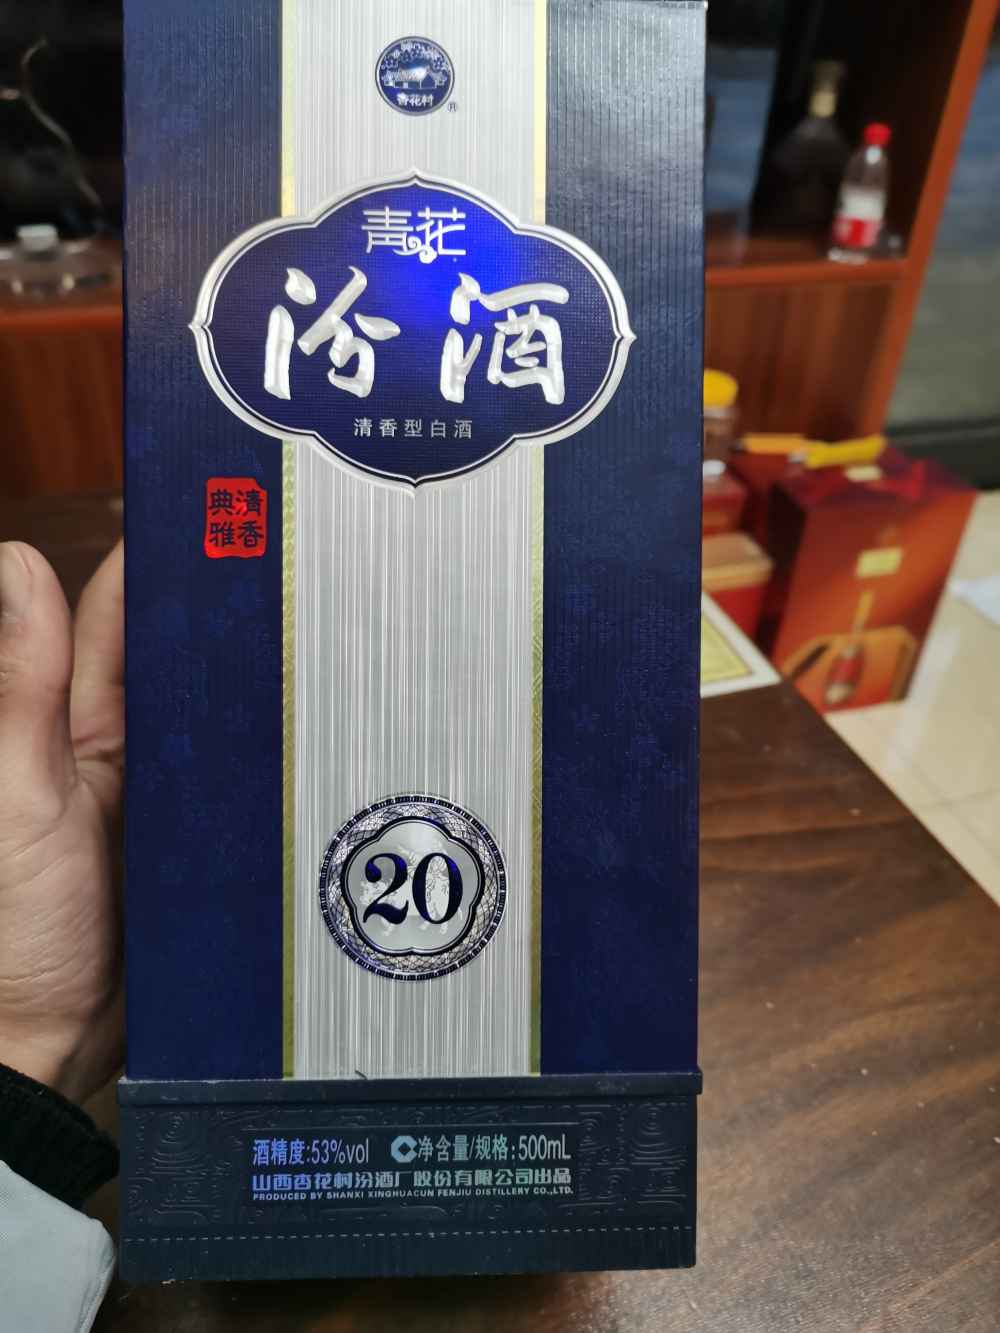 杏花村
®
青花
汾酒
清香型白酒
清香
典雅
20
酒精度:53%vol 净含量/规格:500mL
山西杏花村汾酒厂股份有限公司出品
PRODUCED BY SHANXI XINGHUACUN FENJIU DISTILLERY CO.,LTD.